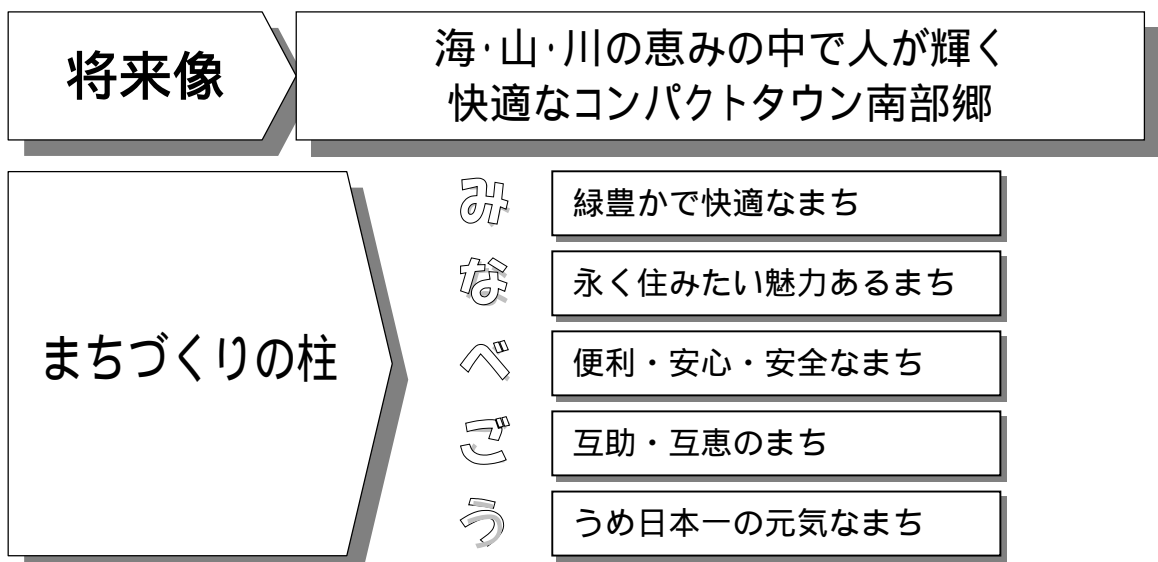 将来像
海・山・川の恵みの中で人が輝く
快適なコンパクトタウン南部郷
まちづくりの柱
み
緑豊かで快適なまち
な
永く住みたい魅力あるまち
べ
便利・安心・安全なまち
ご
互助・互恵のまち
う
うめ日本一の元気なまち